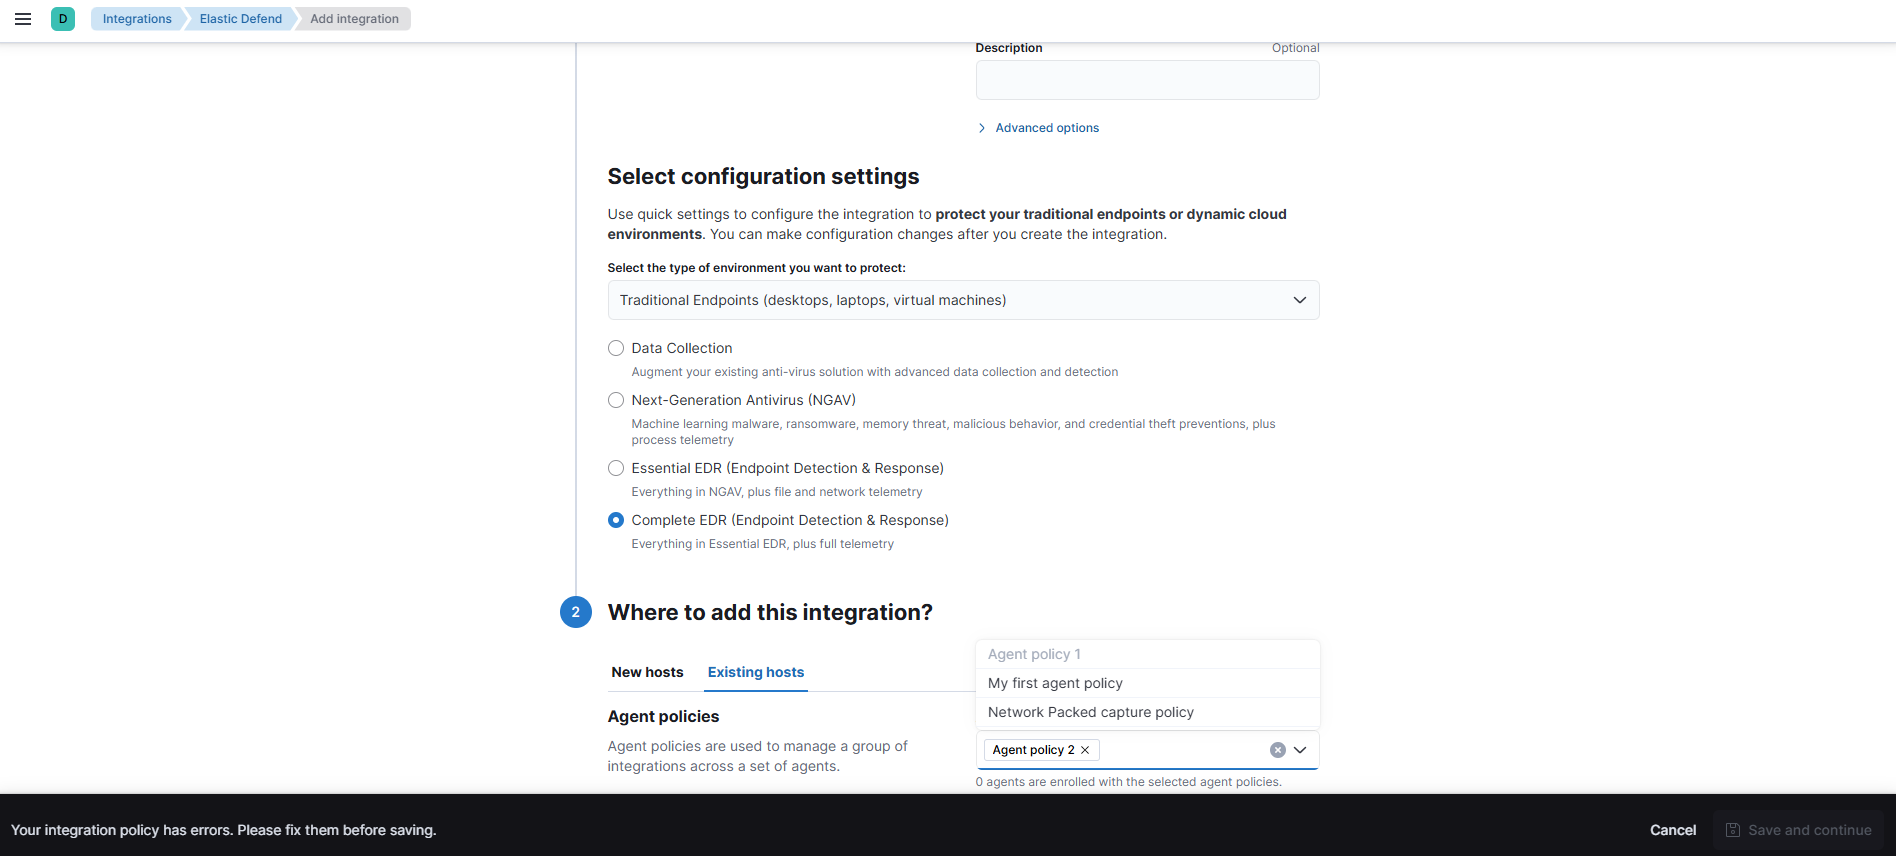 D
Integrations
Elastic Defend
Add integration
Description
Optional
Advanced options
Select configuration settings
Use quick settings to configure the integration to protect your traditional endpoints or dynamic cloud
environments. You can make configuration changes after you create the integration.
Select the type of environment you want to protect:
Traditional Endpoints (desktops, laptops, virtual machines)
Data Collection
Augment your existing anti-virus solution with advanced data collection and detection
Next-Generation Antivirus (NGAV)
Machine learning malware, ransomware, memory threat, malicious behavior, and credential theft preventions, plus
process telemetry
Essential EDR (Endpoint Detection & Response)
Everything in NGAV, plus file and network telemetry
Complete EDR (Endpoint Detection & Response)
Everything in Essential EDR, plus full telemetry
2
Where to add this integration?
New hosts
Existing hosts
Agent policies
Agent policies are used to manage a group of
integrations across a set of agents.
Agent policy 1
My first agent policy
Network Packed capture policy
Agent policy 2
0 agents are enrolled with the selected agent policies.
Your integration policy has errors. Please fix them before saving.
Cancel
Save and continue